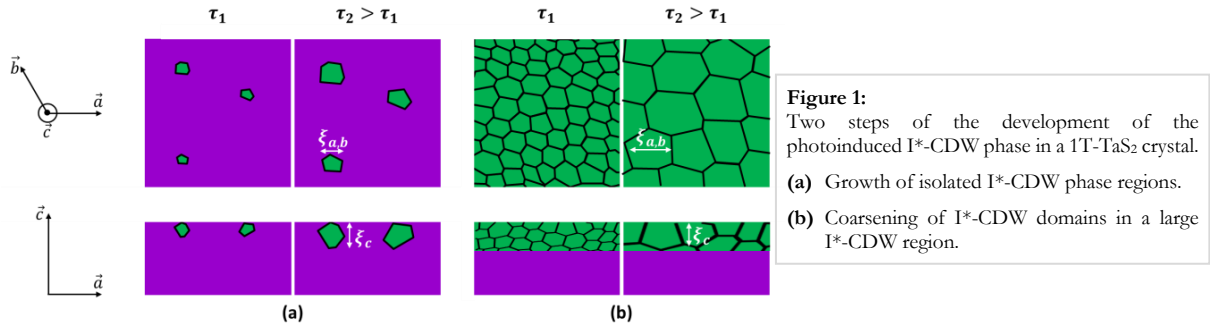 τ₁ τ₂ > τ₁ τ₁ τ₂ > τ₁
b⃗
a⃗
c⃗
ξa,b
ξa,b
c⃗
ξc
ξc
a⃗
(a) (b)
Figure 1:
Two steps of the development of the
photoinduced I*-CDW phase in a 1T-TaS₂ crystal.
(a) Growth of isolated I*-CDW phase regions.
(b) Coarsening of I*-CDW domains in a large
I*-CDW region.